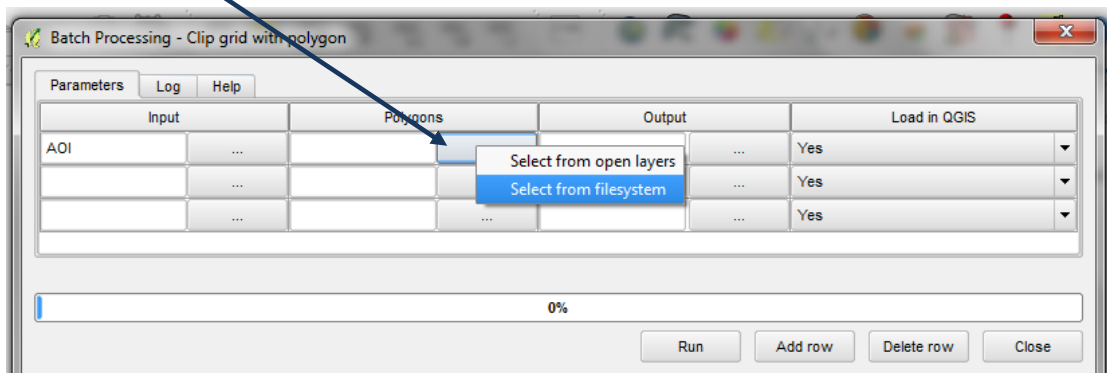 Batch Processing - Clip grid with polygon
x
Parameters Log Help
Input Polygons Output Load in QGIS
AOI ... ... Yes
Select from open layers
... Yes
Select from filesystem
... ... ... Yes
0%
Run Add row Delete row Close